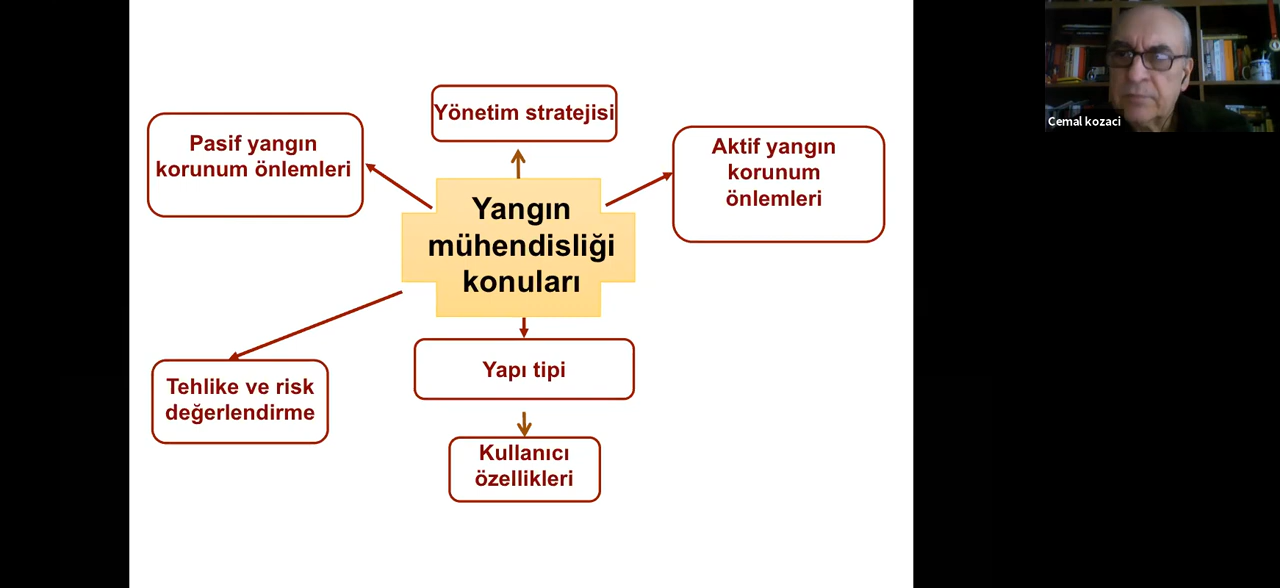 Yönetim stratejisi
Pasif yangın
korunum önlemleri
Aktif yangın
korunum
önlemleri
Yangın
mühendisliği
konuları
Yapı tipi
Tehlike ve risk
değerlendirme
Kullanıcı
özellikleri
Cemal kozaci